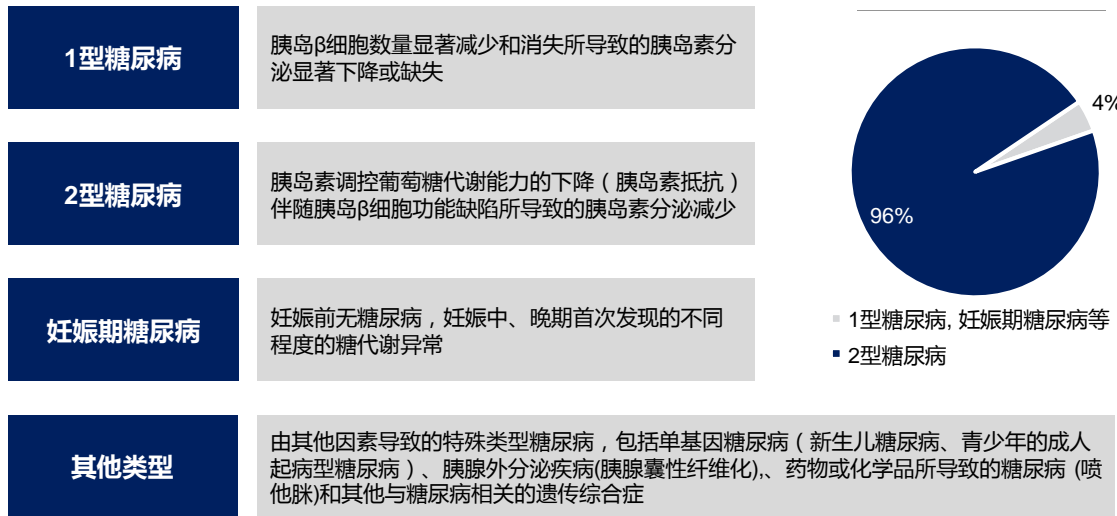 1型糖尿病
胰岛β细胞数量显著减少和消失所导致的胰岛素分
泌显著下降或缺失
2型糖尿病
胰岛素调控葡萄糖代谢能力的下降（胰岛素抵抗）
伴随胰岛β细胞功能缺陷所导致的胰岛素分泌减少
妊娠期糖尿病
妊娠前无糖尿病，妊娠中、晚期首次发现的不同
程度的糖代谢异常
其他类型
由其他因素导致的特殊类型糖尿病，包括单基因糖尿病（新生儿糖尿病、青少年的成人
起病型糖尿病）、胰腺外分泌疾病(胰腺囊性纤维化),、药物或化学品所导致的糖尿病 (喷
他脒)和其他与糖尿病相关的遗传综合症
4%
96%
1型糖尿病, 妊娠期糖尿病等
2型糖尿病